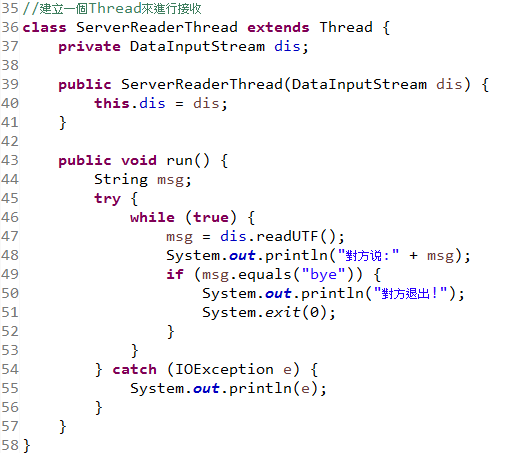 35 //建立一個Thread來進行接收
36 class ServerReaderThread extends Thread {
37     private DataInputStream dis;
38
39     public ServerReaderThread(DataInputStream dis) {
40         this.dis = dis;
41     }
42
43     public void run() {
44         String msg;
45         try {
46             while (true) {
47                 msg = dis.readUTF();
48                 System.out.println("對方说:" + msg);
49                 if (msg.equals("bye")) {
50                     System.out.println("對方退出!");
51                     System.exit(0);
52                 }
53             }
54         } catch (IOException e) {
55             System.out.println(e);
56         }
57     }
58 }